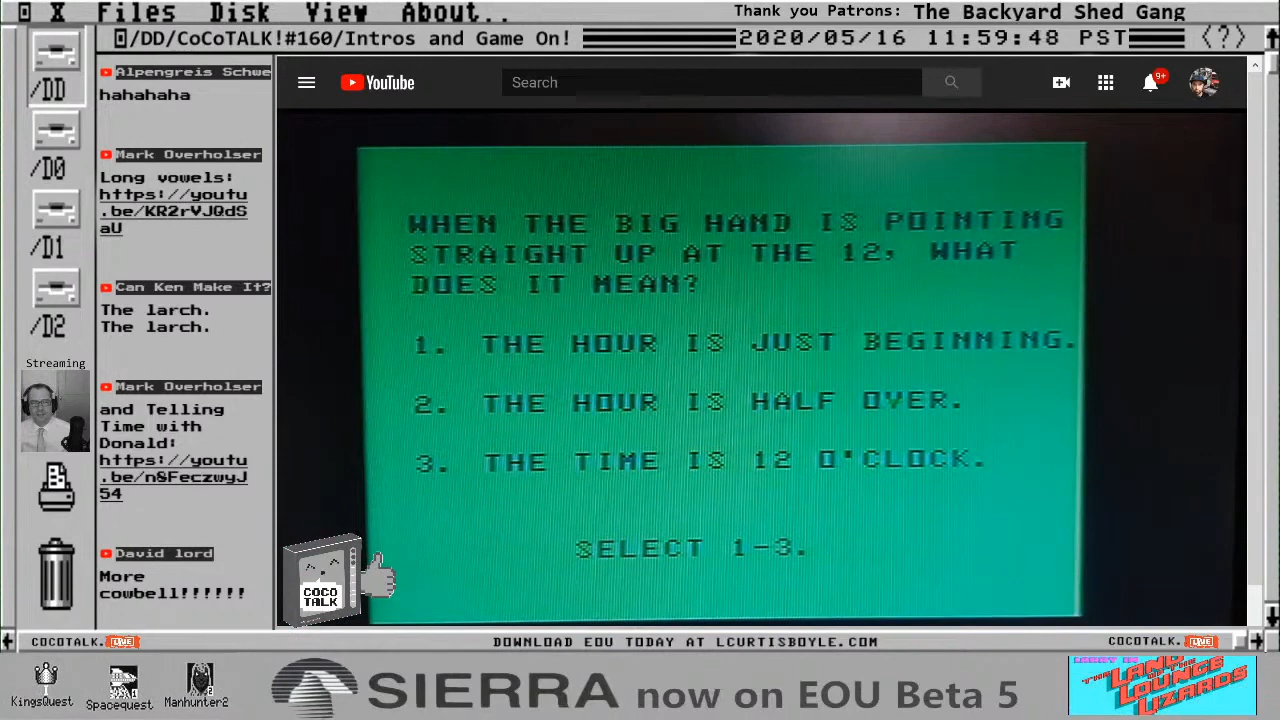 Files Disk View About..
Thank you Patrons: The Backyard Shed Gang
/DD/CoCoTALK!#160/Intros and Game On!
2020/05/16 11:59:48 PST
(?)
/DD
/D0
/D1
/D2
Streaming
Alpengreis Schwe
hahahaha
Mark Overholser
Long vowels:
https://youtu
.be/KR2rVJQdS
aU
Can Ken Make It?
The larch.
The larch.
Mark Overholser
and Telling
Time with
Donald:
https://youtu
.be/n8FeczwyJ
54
David lord
More
cowbell!!!!!!
YouTube
Search
9+
WHEN THE BIG HAND IS POINTING
STRAIGHT UP AT THE 12, WHAT
DOES IT MEAN?
1. THE HOUR IS JUST BEGINNING.
2. THE HOUR IS HALF OVER.
3. THE TIME IS 12 O'CLOCK.
SELECT 1-3.
COCO
TALK
COCOTALK.LIVE
DOWNLOAD EOU TODAY AT LCURTISBOYLE.COM
COCOTALK.LIVE
KingsQuest
Spacequest
Manhunter2
SIERRA now on EOU Beta 5
LAND
OF THE
LOUNGE
LIZARDS